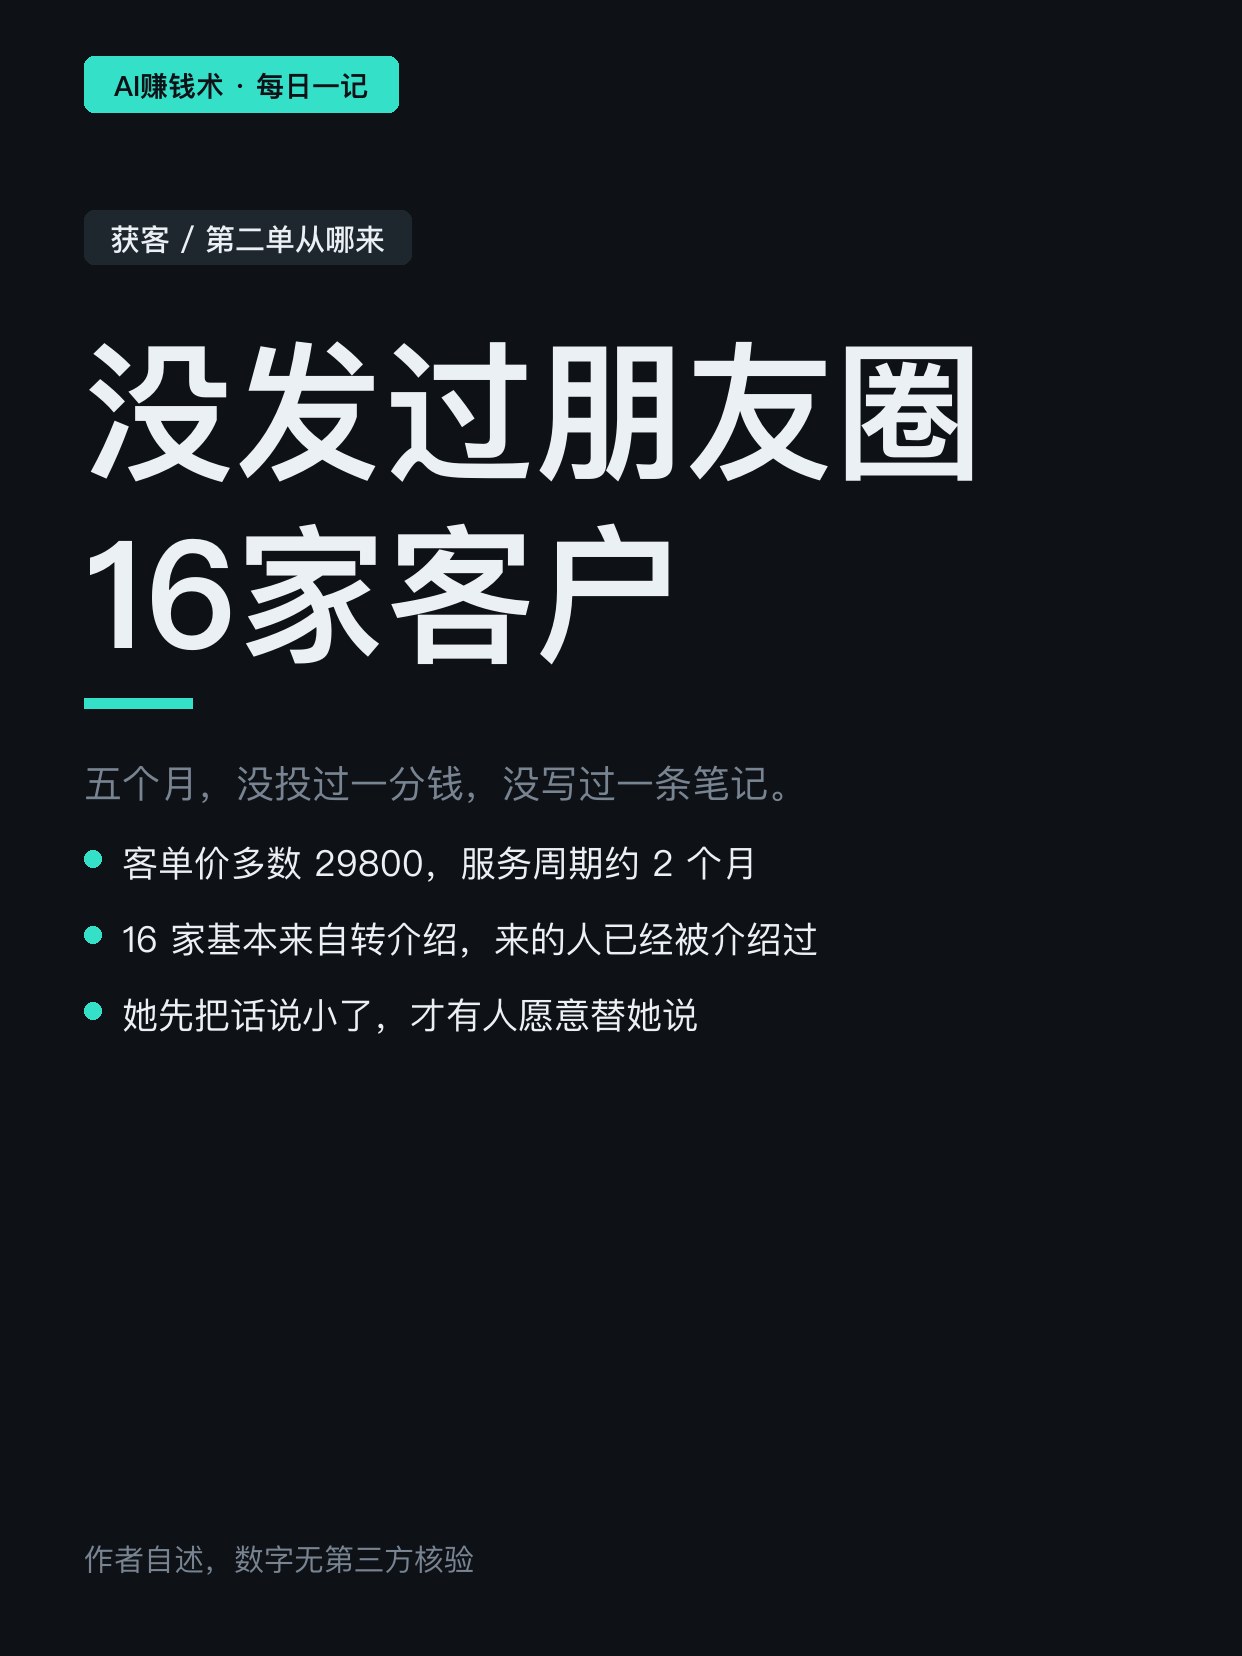 AI赚钱术 · 每日一记
获客 / 第二单从哪来
没发过朋友圈
16家客户
五个月，没投过一分钱，没写过一条笔记。
客单价多数 29800，服务周期约 2 个月
16 家基本来自转介绍，来的人已经被介绍过
她先把话说小了，才有人愿意替她说
作者自述，数字无第三方核验